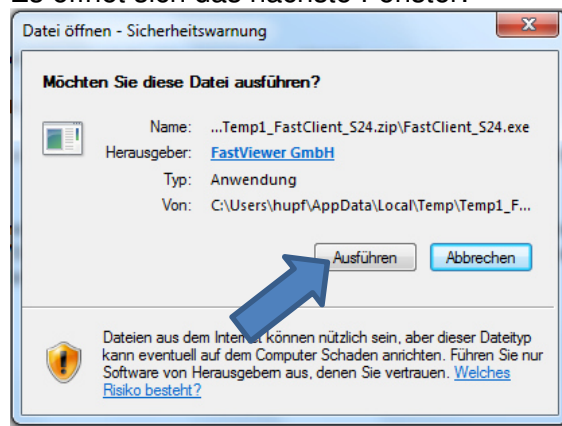 Es öffnet sich das nächste Fenster:
Datei öffnen - Sicherheitswarnung
Möchten Sie diese Datei ausführen?
Name: ...Temp1_FastClient_S24.zip\FastClient_S24.exe
Herausgeber: FastViewer GmbH
Typ: Anwendung
Von: C:\Users\hupf\AppData\Local\Temp\Temp1_F...
Ausführen Abbrechen
Dateien aus dem Internet können nützlich sein, aber dieser Dateityp
kann eventuell auf dem Computer Schaden anrichten. Führen Sie nur
Software von Herausgebern aus, denen Sie vertrauen. Welches
Risiko besteht?